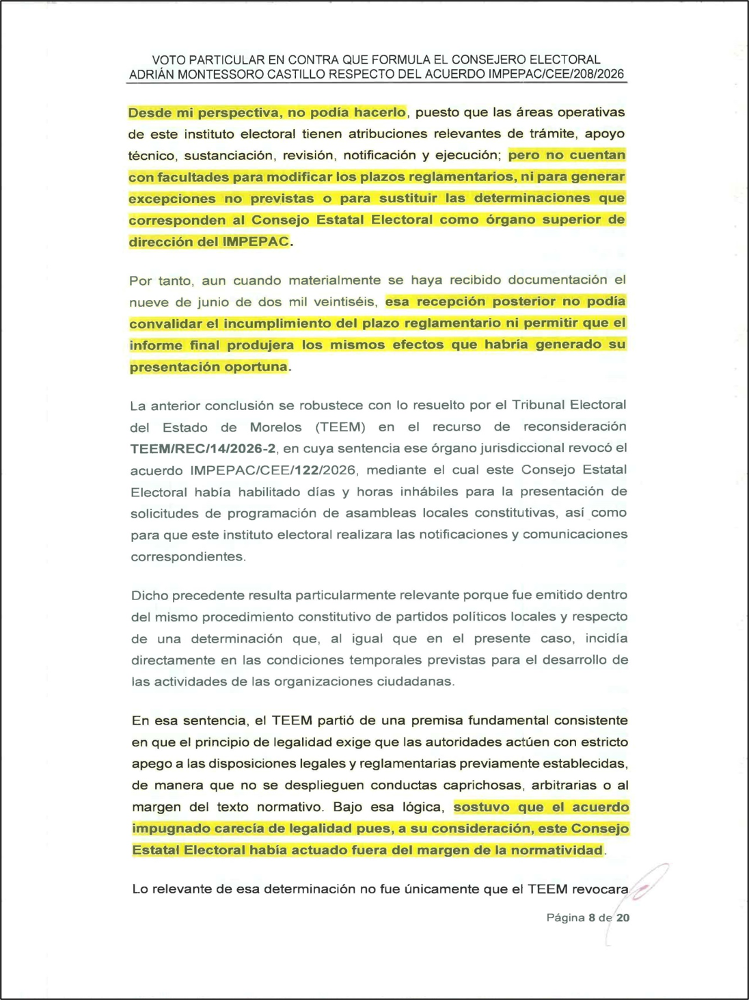 VOTO PARTICULAR EN CONTRA QUE FORMULA EL CONSEJERO ELECTORAL
ADRIÁN MONTESSORO CASTILLO RESPECTO DEL ACUERDO IMPEPAC/CEE/208/2026
Desde mi perspectiva, no podía hacerlo, puesto que las áreas operativas
de este instituto electoral tienen atribuciones relevantes de trámite, apoyo
técnico, sustanciación, revisión, notificación y ejecución; pero no cuentan
con facultades para modificar los plazos reglamentarios, ni para generar
excepciones no previstas o para sustituir las determinaciones que
corresponden al Consejo Estatal Electoral como órgano superior de
dirección del IMPEPAC.
Por tanto, aun cuando materialmente se haya recibido documentación el
nueve de junio de dos mil veintiséis, esa recepción posterior no podía
convalidar el incumplimiento del plazo reglamentario ni permitir que el
informe final produjera los mismos efectos que habría generado su
presentación oportuna.
La anterior conclusión se robustece con lo resuelto por el Tribunal Electoral
del Estado de Morelos (TEEM) en el recurso de reconsideración
TEEM/REC/14/2026-2, en cuya sentencia ese órgano jurisdiccional revocó el
acuerdo IMPEPAC/CEE/122/2026, mediante el cual este Consejo Estatal
Electoral había habilitado días y horas inhábiles para la presentación de
solicitudes de programación de asambleas locales constitutivas, así como
para que este instituto electoral realizara las notificaciones y comunicaciones
correspondientes.
Dicho precedente resulta particularmente relevante porque fue emitido dentro
del mismo procedimiento constitutivo de partidos políticos locales y respecto
de una determinación que, al igual que en el presente caso, incidía
directamente en las condiciones temporales previstas para el desarrollo de
las actividades de las organizaciones ciudadanas.
En esa sentencia, el TEEM partió de una premisa fundamental consistente
en que el principio de legalidad exige que las autoridades actúen con estricto
apego a las disposiciones legales y reglamentarias previamente establecidas,
de manera que no se desplieguen conductas caprichosas, arbitrarias o al
margen del texto normativo. Bajo esa lógica, sostuvo que el acuerdo
impugnado carecía de legalidad pues, a su consideración, este Consejo
Estatal Electoral había actuado fuera del margen de la normatividad.
Lo relevante de esa determinación no fue únicamente que el TEEM revocara
Página 8 de 20